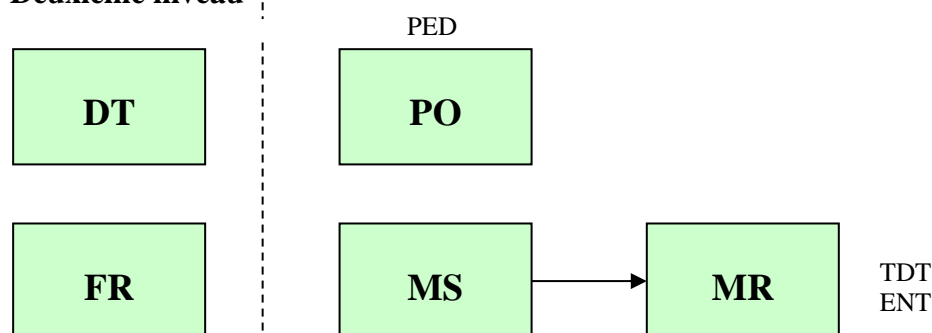 Deuxième niveau
PED
DT
PO
FR
MS
MR
TDT
ENT